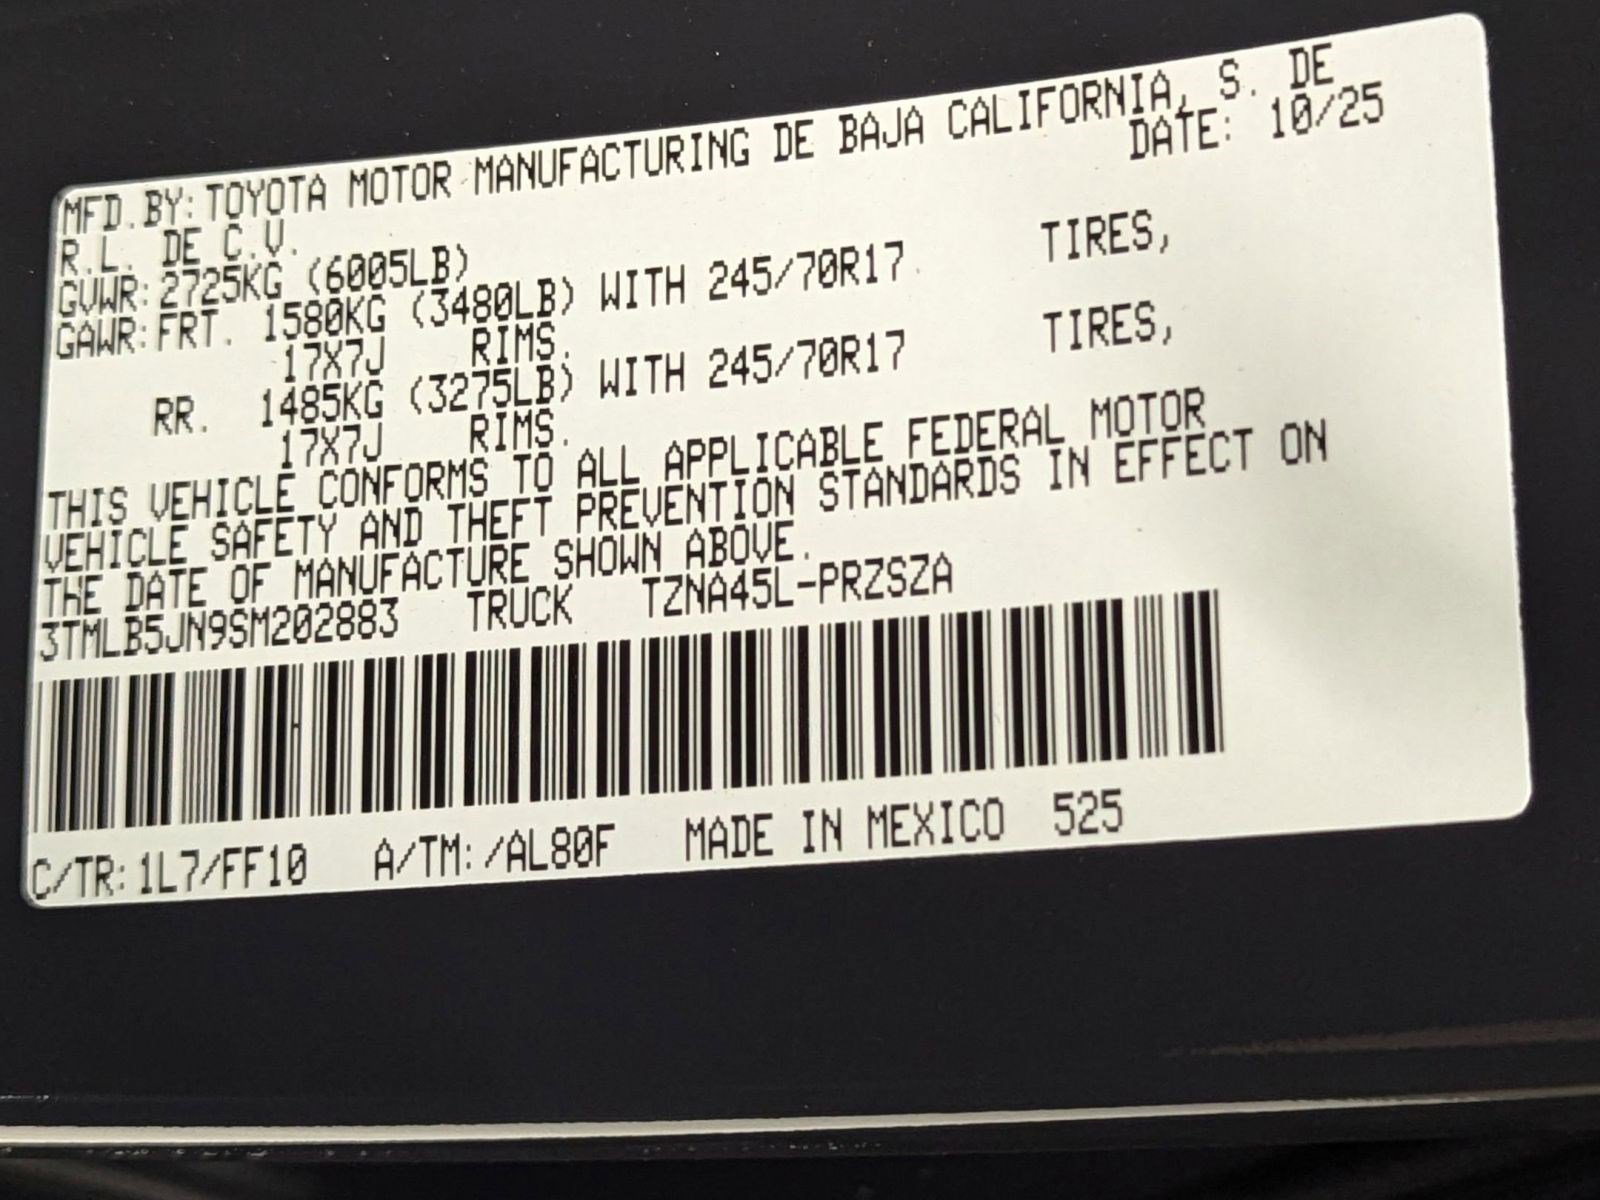 MFD.BY:TOYOTA MOTOR MANUFACTURING DE BAJA CALIFORNIA, S. DE
R.L. DE C.V. DATE: 10/25
GVWR:2725KG (6005LB)
GAWR:FRT. 1580KG (3480LB) WITH 245/70R17 TIRES,
17X7J RIMS.
RR. 1485KG (3275LB) WITH 245/70R17 TIRES,
17X7J RIMS.
THIS VEHICLE CONFORMS TO ALL APPLICABLE FEDERAL MOTOR
VEHICLE SAFETY AND THEFT PREVENTION STANDARDS IN EFFECT ON
THE DATE OF MANUFACTURE SHOWN ABOVE.
3TMLB5JN9SM202883 TRUCK TZNA45L-PRZSZA
C/TR:1L7/FF10 A/TM:/AL80F MADE IN MEXICO 525